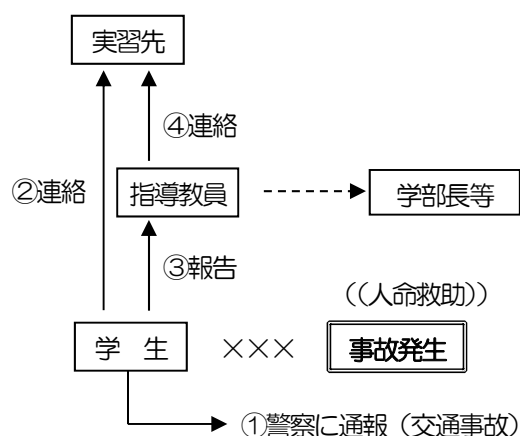 実習先
④連絡
②連絡
指導教員
学部長等
③報告
((人命救助))
学 生
×××
事故発生
①警察に通報（交通事故）